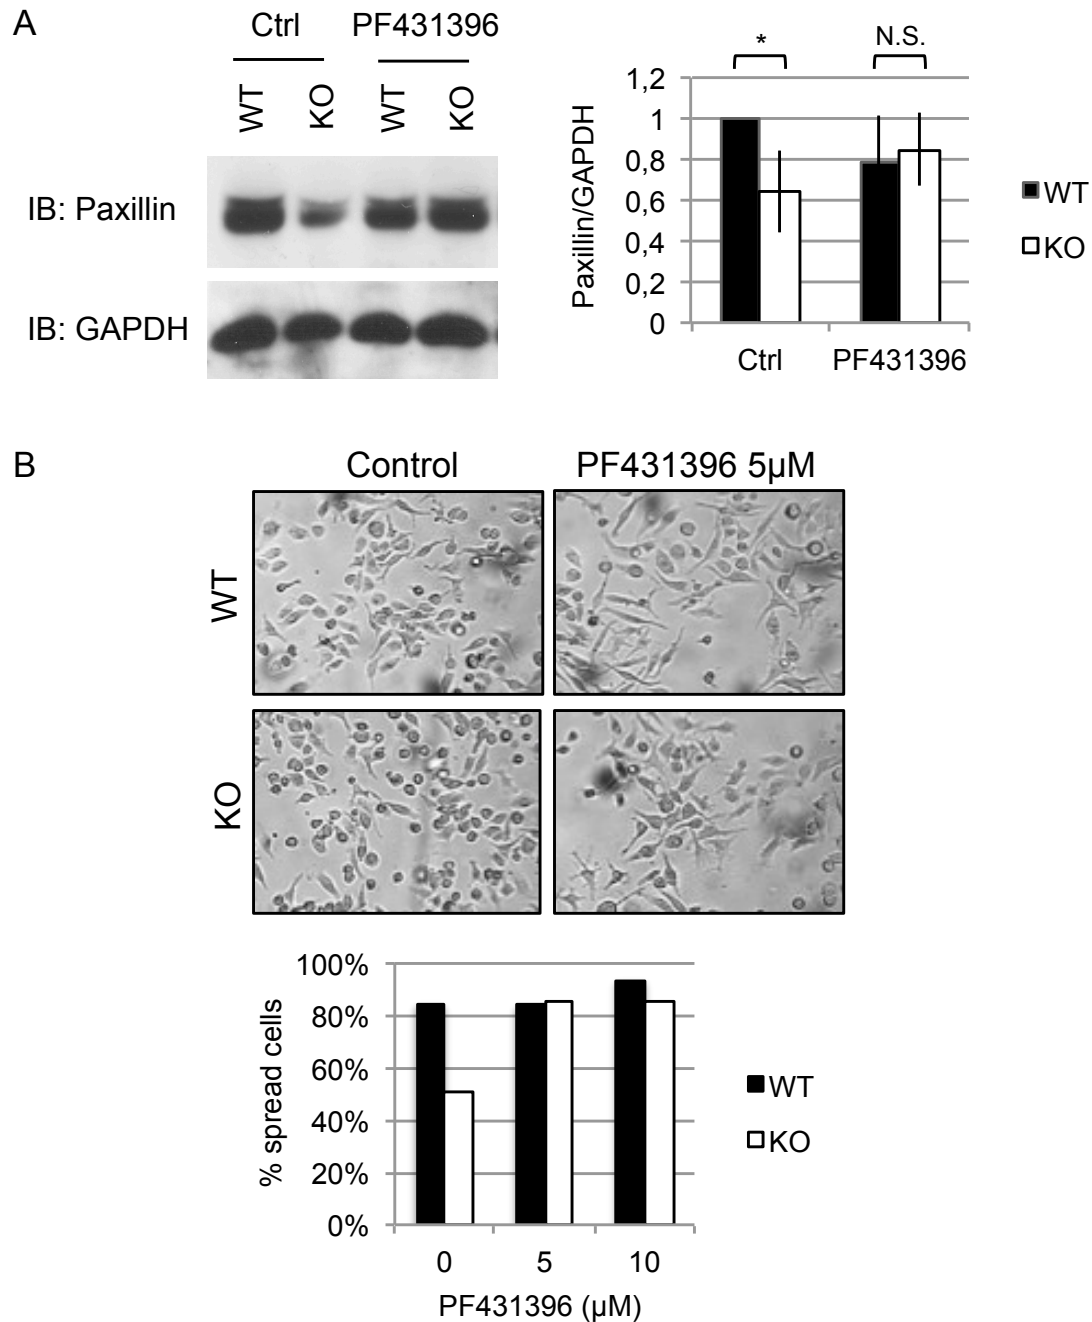 A
Ctrl PF431396
WT KO WT KO
IB: Paxillin
IB: GAPDH
* N.S.
1,2
1
0,8
0,6
0,4
0,2
0
Paxillin/GAPDH
Ctrl PF431396
WT
KO
B
Control PF431396 5µM
WT
KO
100%
80%
60%
40%
20%
0%
% spread cells
0 5 10
PF431396 (µM)
WT
KO